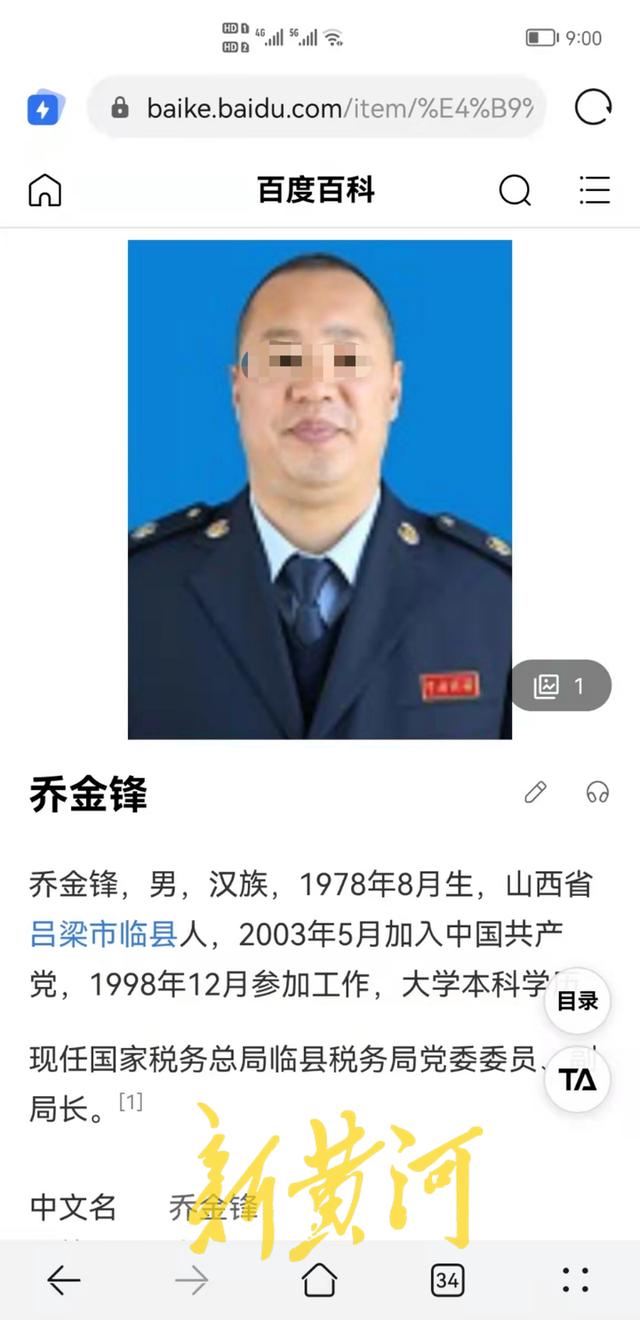 HD 1 4G 5G 9:00
HD 2
baike.baidu.com/item/%E4%B9%
百度百科
1
乔金锋
乔金锋，男，汉族，1978年8月生，山西省
吕梁市临县人，2003年5月加入中国共产
党，1998年12月参加工作，大学本科学
目录
现任国家税务总局临县税务局党委委员、副
TA
局长。[1]
新黄河
中文名 乔金锋
34